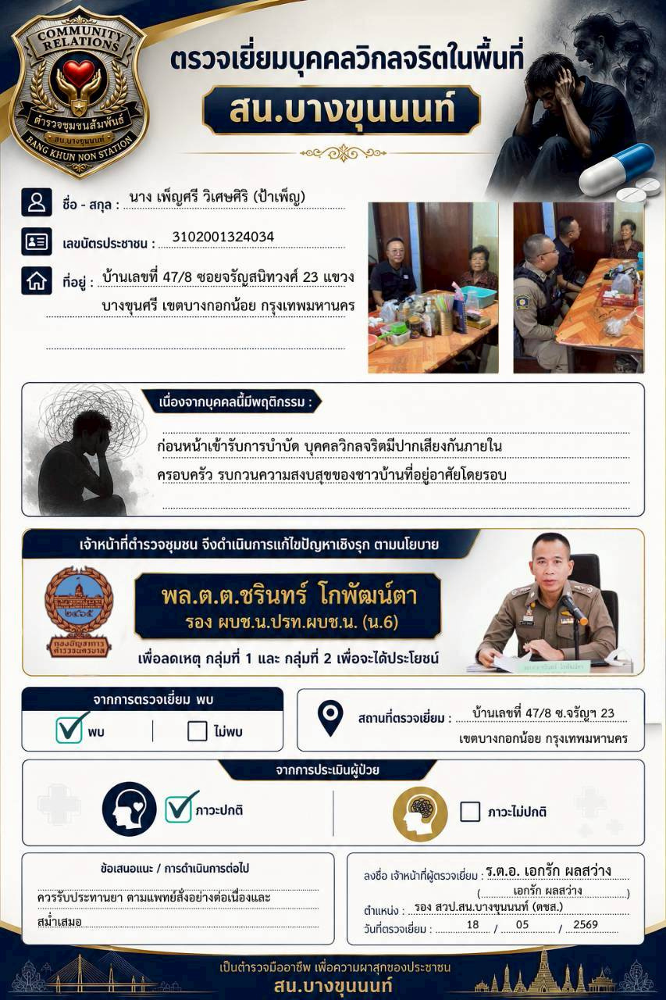 COMMUNITY
RELATIONS
ตำรวจชุมชนสัมพันธ์
สน.บางขุนนนท์
BANG KHUN NON STATION
ตรวจเยี่ยมบุคคลวิกลจริตในพื้นที่
สน.บางขุนนนท์
ชื่อ - สกุล : นาง เพ็ญศรี วิเศษศิริ (ป้าเพ็ญ)
เลขบัตรประชาชน : 3102001324034
ที่อยู่ : บ้านเลขที่ 47/8 ซอยจรัญสนิทวงศ์ 23 แขวง
บางขุนศรี เขตบางกอกน้อย กรุงเทพมหานคร
เนื่องจากบุคคลนี้มีพฤติกรรม :
ก่อนหน้าเข้ารับการบำบัด บุคคลวิกลจริตมีปากเสียงกันภายใน
ครอบครัว รบกวนความสงบสุขของชาวบ้านที่อยู่อาศัยโดยรอบ
เจ้าหน้าที่ตำรวจชุมชน จึงดำเนินการแก้ไขปัญหาเชิงรุก ตามนโยบาย
๒๔๖๕
กองบัญชาการ
ตำรวจนครบาล
พล.ต.ต.ชรินทร์ โกพัฒน์ตา
รอง ผบช.น.ปรท.ผบช.น. (น.6)
เพื่อลดเหตุ กลุ่มที่ 1 และ กลุ่มที่ 2 เพื่อจะได้ประโยชน์
จากการตรวจเยี่ยม พบ
พบ
ไม่พบ
สถานที่ตรวจเยี่ยม : บ้านเลขที่ 47/8 ซ.จรัญฯ 23
เขตบางกอกน้อย กรุงเทพมหานคร
จากการประเมินผู้ป่วย
ภาวะปกติ
ภาวะไม่ปกติ
ข้อเสนอแนะ / การดำเนินการต่อไป
ควรรับประทานยา ตามแพทย์สั่งอย่างต่อเนื่องและ
สม่ำเสมอ
ลงชื่อ เจ้าหน้าที่ผู้ตรวจเยี่ยม : ร.ต.อ. เอกรัก ผลสว่าง
( เอกรัก ผลสว่าง )
ตำแหน่ง : รอง สวป.สน.บางขุนนนท์ (ตชส.)
วันที่ตรวจเยี่ยม : 18 / 05 / 2569
เป็นตำรวจมืออาชีพ เพื่อความผาสุกของประชาชน
สน.บางขุนนนท์